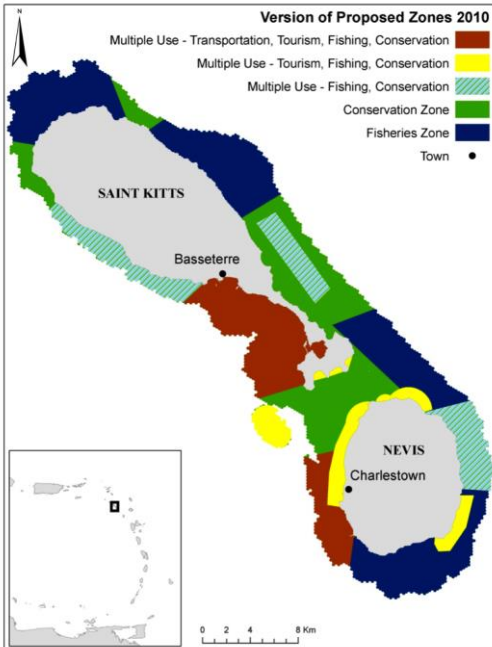 Version of Proposed Zones 2010
Multiple Use - Transportation, Tourism, Fishing, Conservation
Multiple Use - Tourism, Fishing, Conservation
Multiple Use - Fishing, Conservation
Conservation Zone
Fisheries Zone
Town
N
SAINT KITTS
Basseterre
NEVIS
Charlestown
0 2 4 8 Km